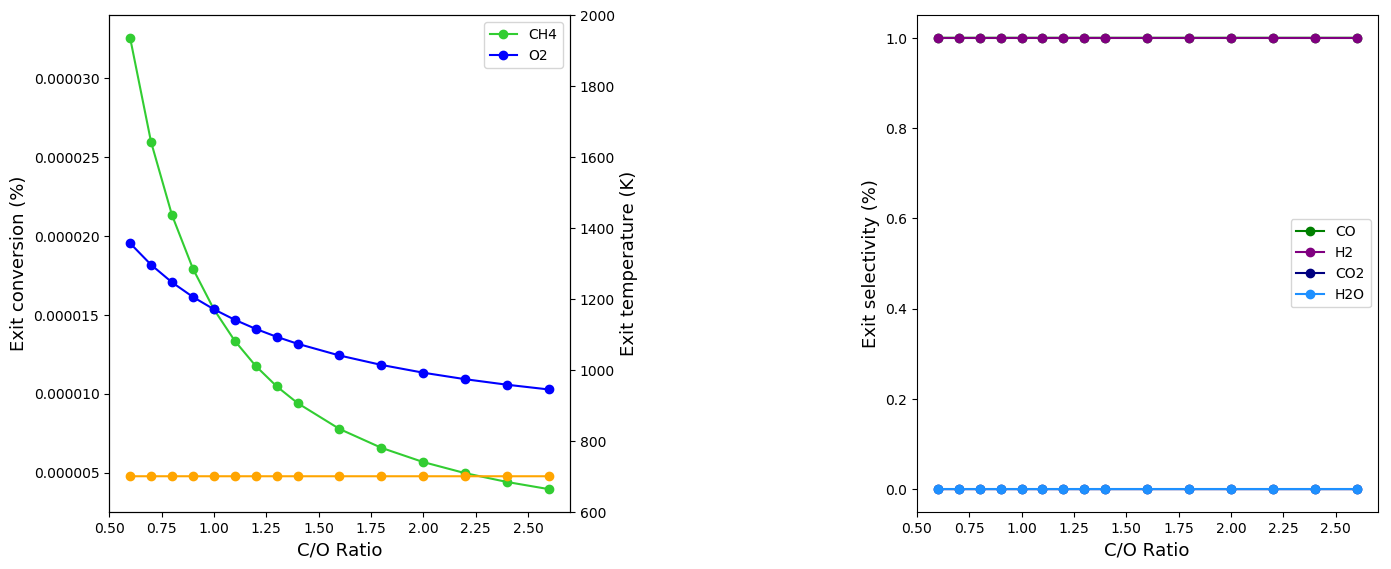 CH4
O2
0.000030
0.000025
0.000020
0.000015
0.000010
0.000005
Exit conversion (%)
2000
1800
1600
1400
1200
1000
800
600
Exit temperature (K)
0.50 0.75 1.00 1.25 1.50 1.75 2.00 2.25 2.50
C/O Ratio
1.0
0.8
0.6
0.4
0.2
0.0
Exit selectivity (%)
CO
H2
CO2
H2O
0.50 0.75 1.00 1.25 1.50 1.75 2.00 2.25 2.50
C/O Ratio